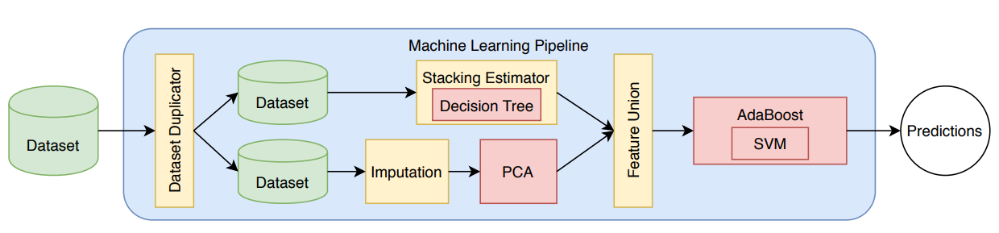 Machine Learning Pipeline
Dataset
Dataset Duplicator
Dataset
Stacking Estimator
Decision Tree
Dataset
Imputation
PCA
Feature Union
AdaBoost
SVM
Predictions